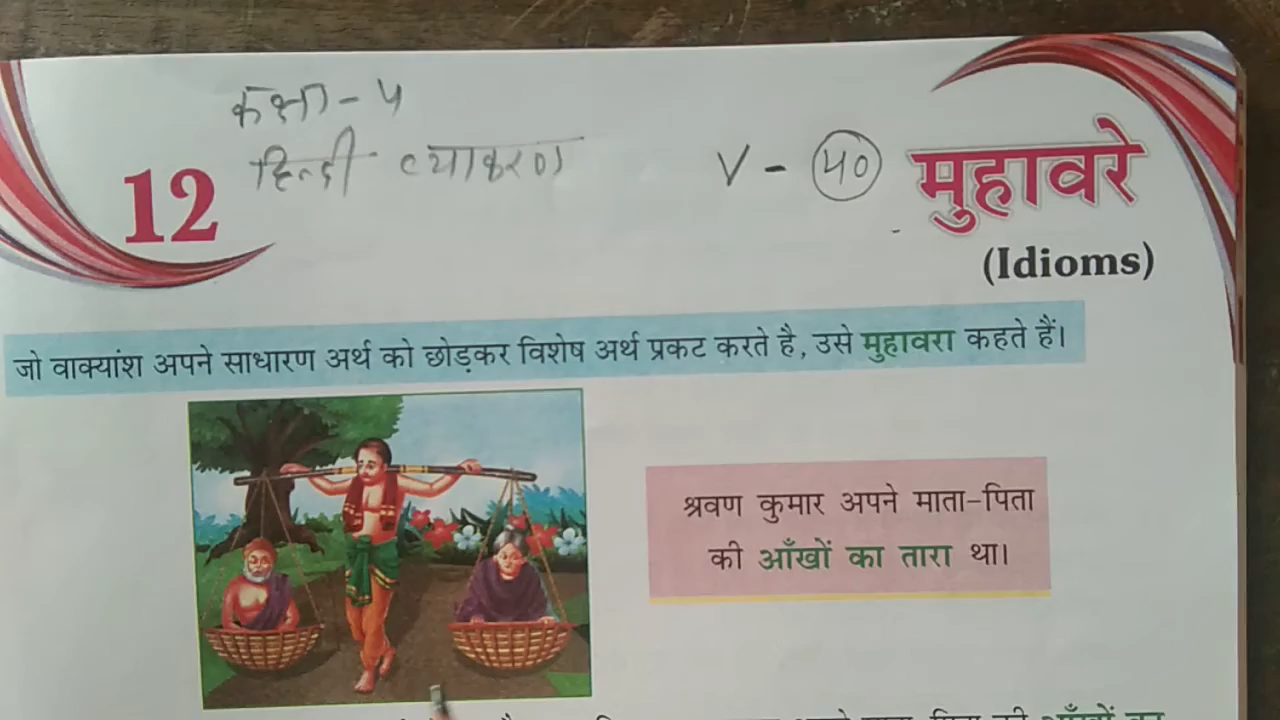 कक्षा - 4
12
हिन्दी व्याकरण
V - 40
मुहावरे
(Idioms)
जो वाक्यांश अपने साधारण अर्थ को छोड़कर विशेष अर्थ प्रकट करते है, उसे मुहावरा कहते हैं।
श्रवण कुमार अपने माता-पिता
की आँखों का तारा था।